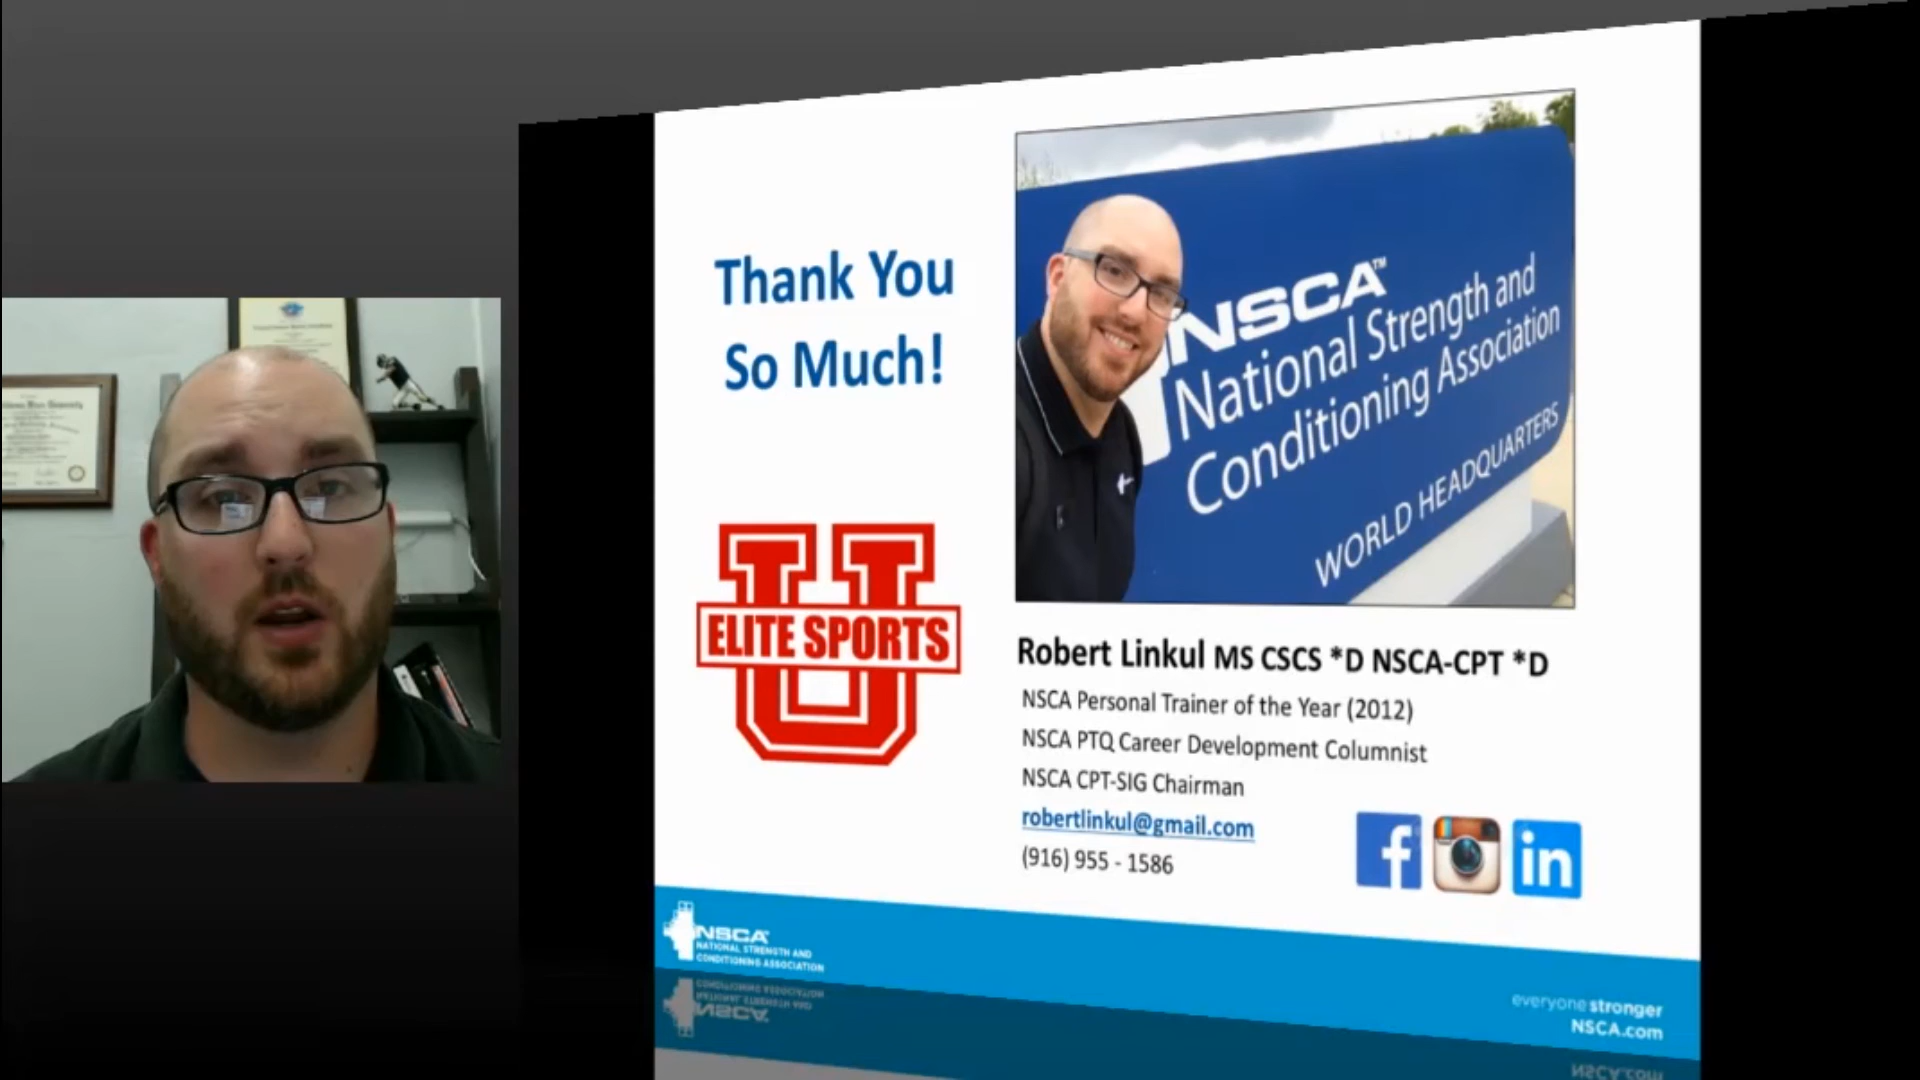 Thank You
So Much!
NSCA™
National Strength and
Conditioning Association
WORLD HEADQUARTERS
U
ELITE SPORTS
Robert Linkul MS CSCS *D NSCA-CPT *D
NSCA Personal Trainer of the Year (2012)
NSCA PTQ Career Development Columnist
NSCA CPT-SIG Chairman
robertlinkul@gmail.com
(916) 955 - 1586
f
in
NSCA
NATIONAL STRENGTH AND
CONDITIONING ASSOCIATION
everyone stronger
NSCA.com